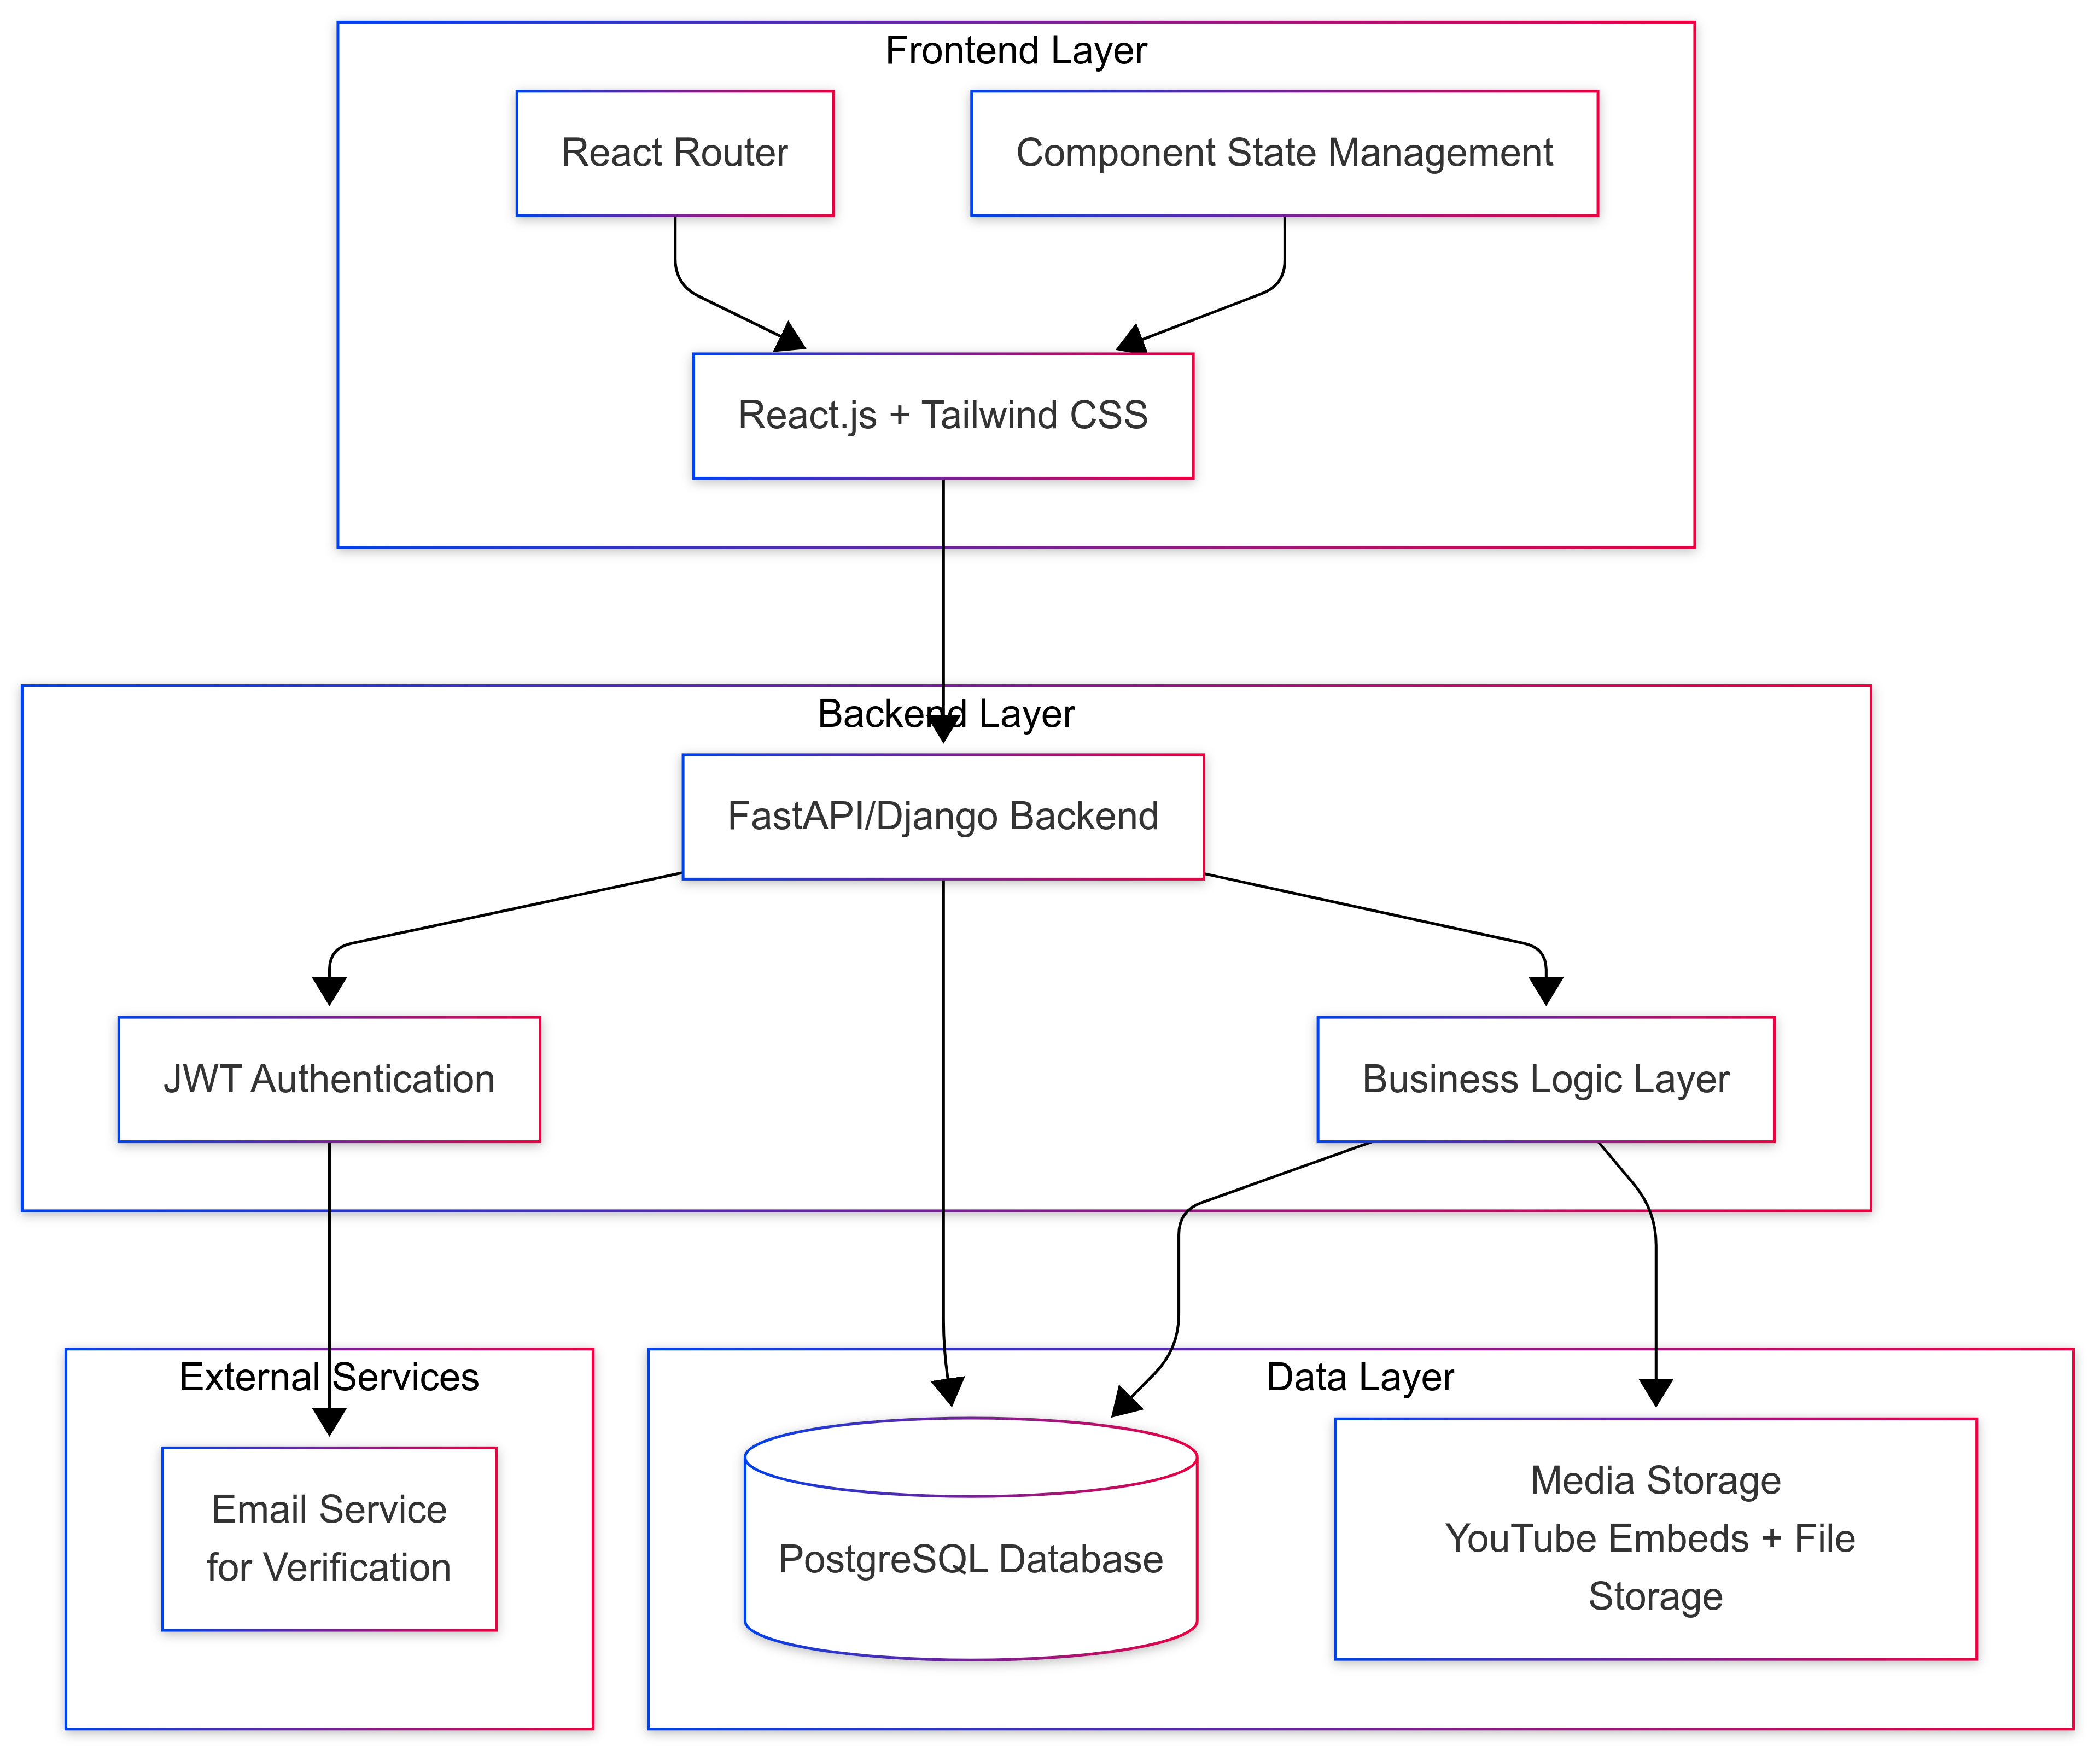 Frontend Layer
React Router
Component State Management
React.js + Tailwind CSS
Backend Layer
FastAPI/Django Backend
JWT Authentication
Business Logic Layer
External Services
Email Service
for Verification
Data Layer
PostgreSQL Database
Media Storage
YouTube Embeds + File
Storage